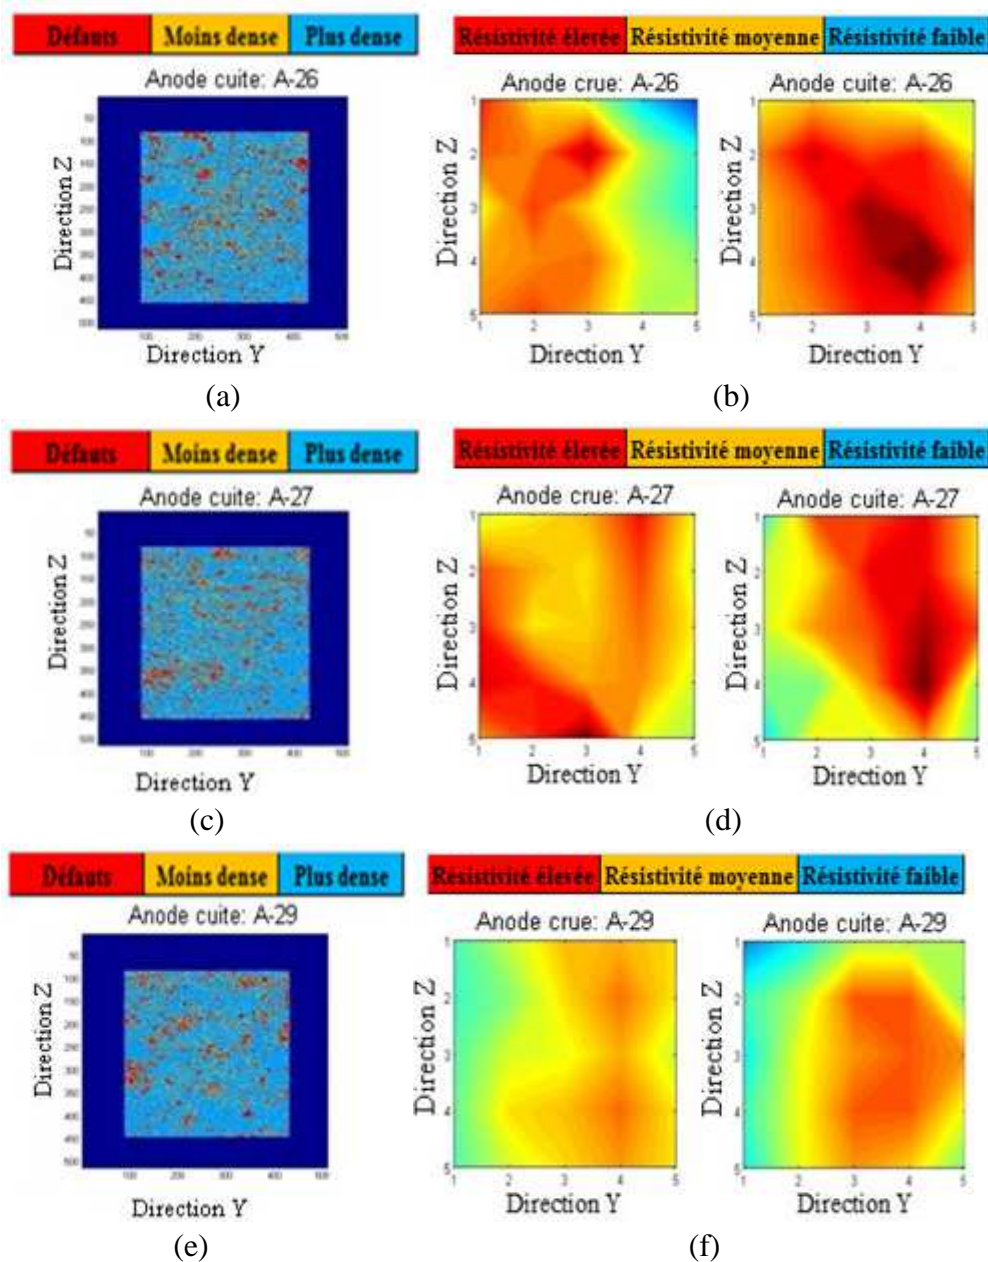 Défauts Moins dense Plus dense
Résistivité élevée Résistivité moyenne Résistivité faible
Anode cuite: A-26
Anode crue: A-26
Anode cuite: A-26
Direction Z
Direction Y
Direction Z
Direction Y
Direction Z
Direction Y
(a)
(b)
Défauts Moins dense Plus dense
Résistivité élevée Résistivité moyenne Résistivité faible
Anode cuite: A-27
Anode crue: A-27
Anode cuite: A-27
Direction Z
Direction Y
Direction Z
Direction Y
Direction Z
Direction Y
(c)
(d)
Défauts Moins dense Plus dense
Résistivité élevée Résistivité moyenne Résistivité faible
Anode cuite: A-29
Anode crue: A-29
Anode cuite: A-29
Direction Z
Direction Y
Direction Z
Direction Y
Direction Z
Direction Y
(e)
(f)